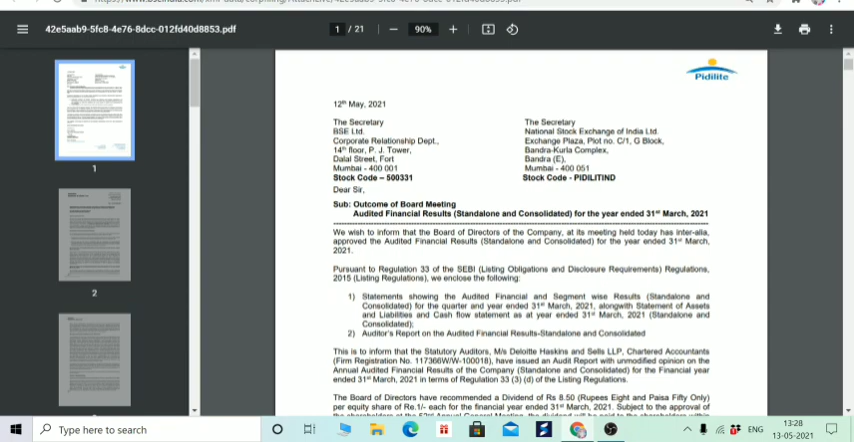 42e5aab9-5fc8-4e76-8dcc-012fd40d8853.pdf
1 / 21
90%
Pidilite
12th May, 2021
The Secretary
BSE Ltd.
Corporate Relationship Dept.,
14th floor, P. J. Tower,
Dalal Street, Fort
Mumbai - 400 001
Stock Code – 500331
The Secretary
National Stock Exchange of India Ltd.
Exchange Plaza, Plot no. C/1, G Block,
Bandra-Kurla Complex,
Bandra (E),
Mumbai - 400 051
Stock Code - PIDILITIND
Dear Sir,
Sub: Outcome of Board Meeting
Audited Financial Results (Standalone and Consolidated) for the year ended 31st March, 2021
We wish to inform that the Board of Directors of the Company, at its meeting held today has inter-alia,
approved the Audited Financial Results (Standalone and Consolidated) for the year ended 31st March,
2021.
Pursuant to Regulation 33 of the SEBI (Listing Obligations and Disclosure Requirements) Regulations,
2015 (Listing Regulations), we enclose the following:
1) Statements showing the Audited Financial and Segment wise Results (Standalone and
Consolidated) for the quarter and year ended 31st March, 2021, alongwith Statement of Assets
and Liabilities and Cash flow statement as at year ended 31st March, 2021 (Standalone and
Consolidated);
2) Auditor's Report on the Audited Financial Results-Standalone and Consolidated
This is to inform that the Statutory Auditors, M/s Deloitte Haskins and Sells LLP, Chartered Accountants
(Firm Registration No. 117366W/W-100018), have issued an Audit Report with unmodified opinion on the
Annual Audited Financial Results of the Company (Standalone and Consolidated) for the Financial year
ended 31st March, 2021 in terms of Regulation 33 (3) (d) of the Listing Regulations.
The Board of Directors have recommended a Dividend of Rs 8.50 (Rupees Eight and Paisa Fifty Only)
per equity share of Re.1/- each for the financial year ended 31st March, 2021. Subject to the approval of
1
2
Type here to search
ENG
13:28
13-05-2021